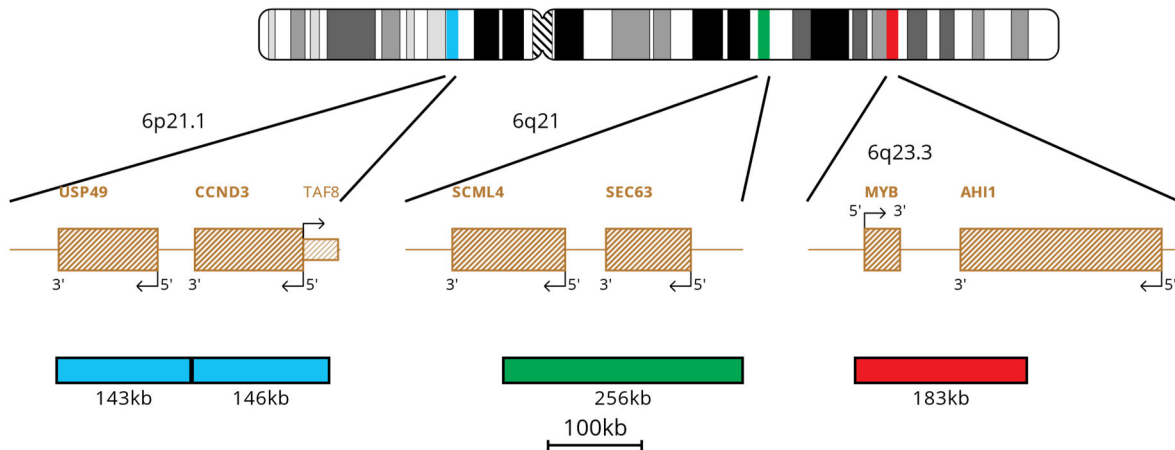 6p21.1
6q21
6q23.3
USP49 CCND3 TAF8 SCML4 SEC63 MYB AHI1
5' 3'
3' 5' 3' 5' 3' 5' 3' 5' 3' 5'
143kb 146kb 256kb 183kb
100kb